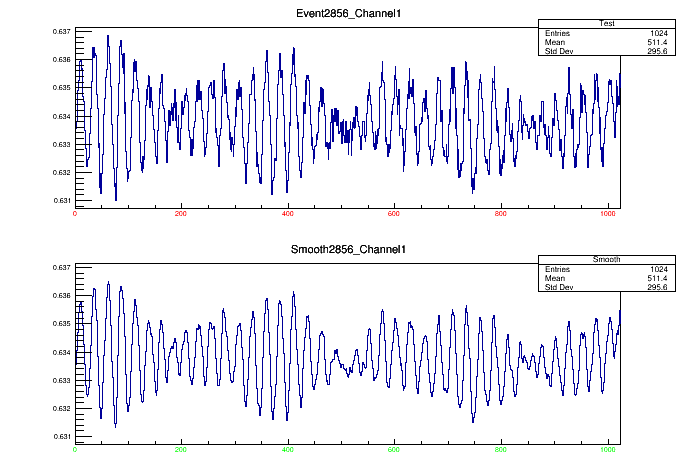 Event2856_Channel1
Test
Entries 1024
Mean 511.4
Std Dev 295.6
0.637
0.636
0.635
0.634
0.633
0.632
0.631
0 200 400 600 800 1000
Smooth2856_Channel1
Smooth
Entries 1024
Mean 511.4
Std Dev 295.6
0.637
0.636
0.635
0.634
0.633
0.632
0.631
0 200 400 600 800 1000